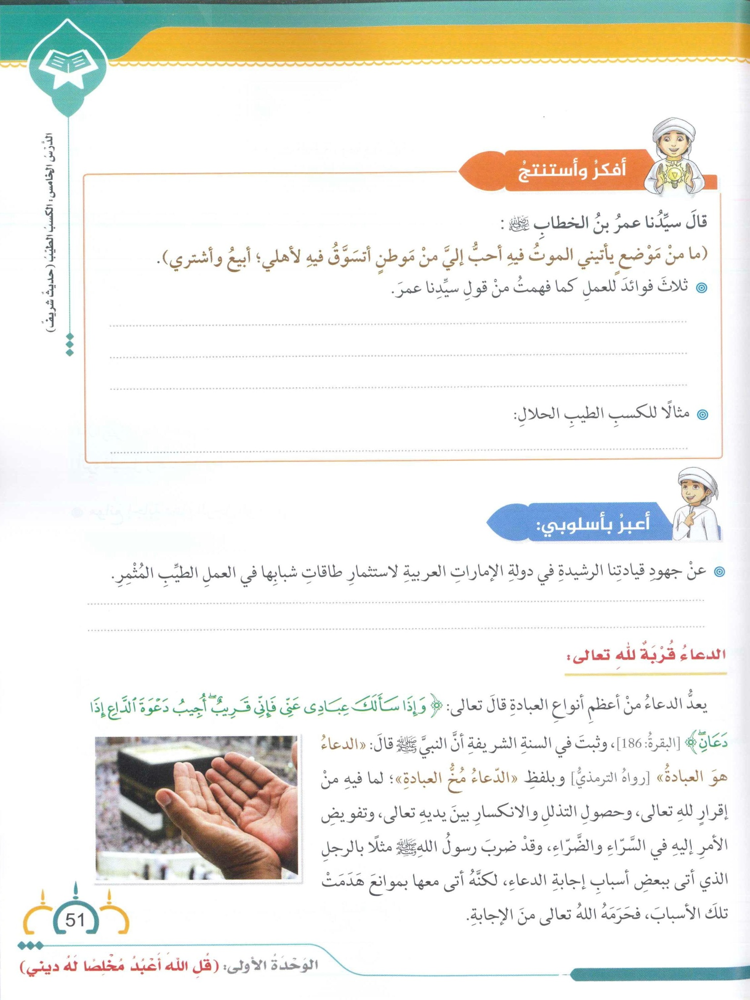 الدَّرْسُ الخامس: الكسبُ الطيّبُ (حديثٌ شريفٌ)
أفكرُ وأستنتجُ
قالَ سيِّدُنا عمرُ بنُ الخطابِ رضي الله عنه :
(ما منْ مَوْضعٍ يأتيني الموتُ فيهِ أحبُّ إليَّ منْ مَوطنٍ أتسَوَّقُ فيهِ لأهلي؛ أبيعُ وأشتري).
ثلاثَ فوائدَ للعملِ كما فهمتُ منْ قولِ سيِّدِنا عمرَ.
مثالًا للكسبِ الطيبِ الحلالِ:
أعبرُ بأسلوبي:
عنْ جهودِ قيادتِنا الرشيدةِ في دولةِ الإماراتِ العربيةِ لاستثمارِ طاقاتِ شبابِها في العملِ الطيِّبِ المُثْمِرِ.
الدعاءُ قُرْبَةٌ للهِ تعالى:
يعدُّ الدعاءُ منْ أعظمِ أنواعِ العبادةِ قالَ تعالى: ﴿ وَإِذَا سَأَلَكَ عِبَادِى عَنِّى فَإِنِّى قَرِيبٌ ۖ أُجِيبُ دَعْوَةَ ٱلدَّاعِ إِذَا
دَعَانِ ۖ ﴾ [البقرةُ: 186]، وثبتَ في السنةِ الشريفةِ أنَّ النبيَّ ﷺ قالَ: «الدعاءُ
هوَ العبادةُ» [رواهُ الترمذيُّ] وبلفظِ «الدّعاءُ مُخُّ العبادةِ»؛ لما فيهِ منْ
إقرارٍ للهِ تعالى، وحصولِ التذللِ والانكسارِ بينَ يديهِ تعالى، وتفويضِ
الأمرِ إليهِ في السَّرّاءِ والضَّرّاءِ، وقدْ ضربَ رسولُ اللهِ ﷺ مثلًا بالرجلِ
الذي أتى ببعضِ أسبابِ إجابةِ الدعاءِ، لكنَّهُ أتى معها بموانعَ هَدَمَتْ
تلكَ الأسبابَ، فحَرَمَهُ اللهُ تعالى منَ الإجابةِ.
51
الوَحْدَةُ الأولى: (قُلِ اللَّهَ أَعْبُدُ مُخْلِصًا لَهُ ديني)